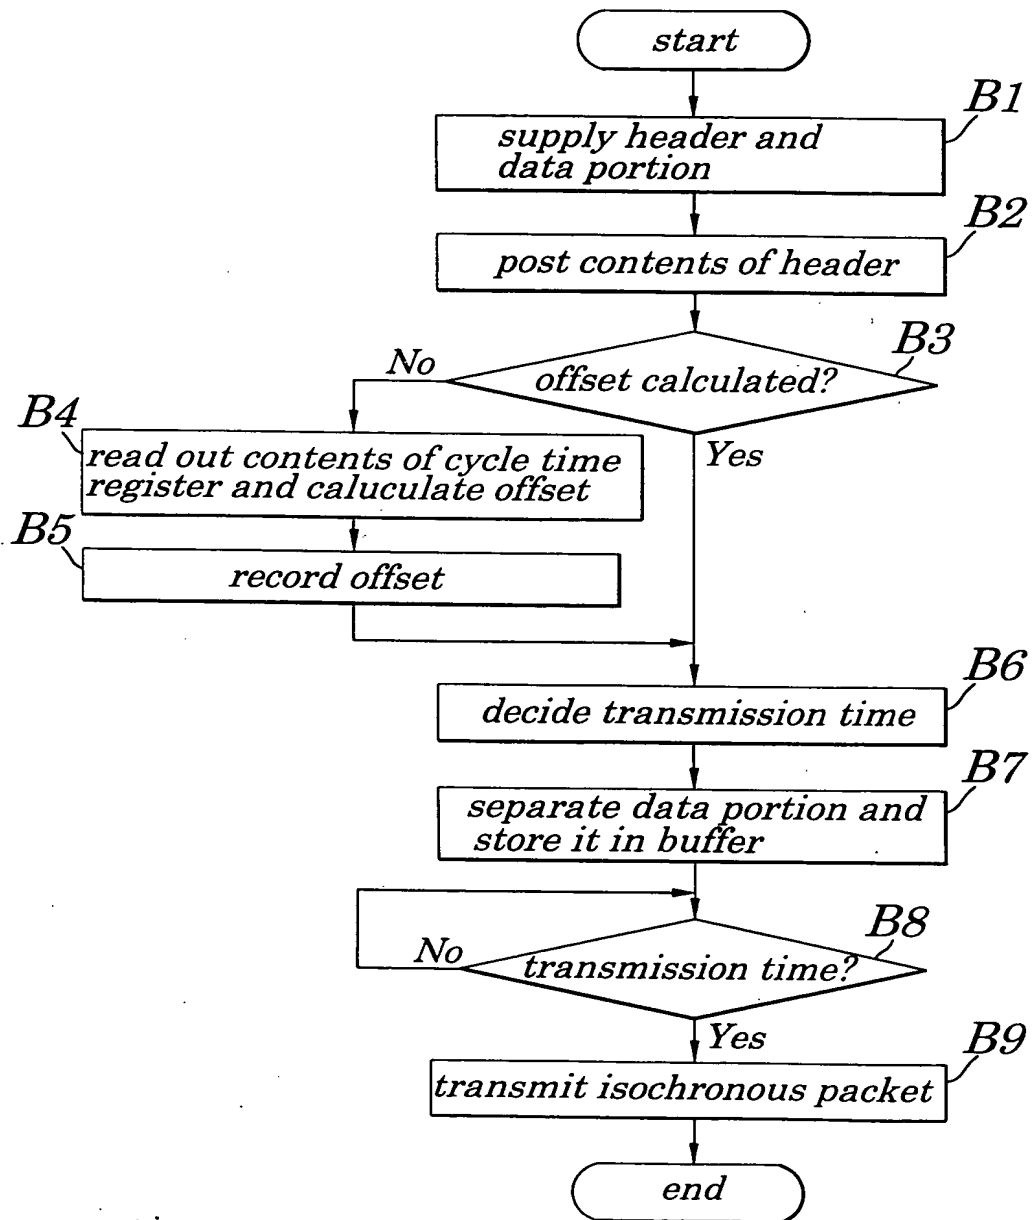 start
B1
supply header and
data portion
B2
post contents of header
B3
No
offset calculated?
B4
Yes
read out contents of cycle time
register and caluculate offset
B5
record offset
B6
decide transmission time
B7
separate data portion and
store it in buffer
B8
No
transmission time?
Yes
B9
transmit isochronous packet
end